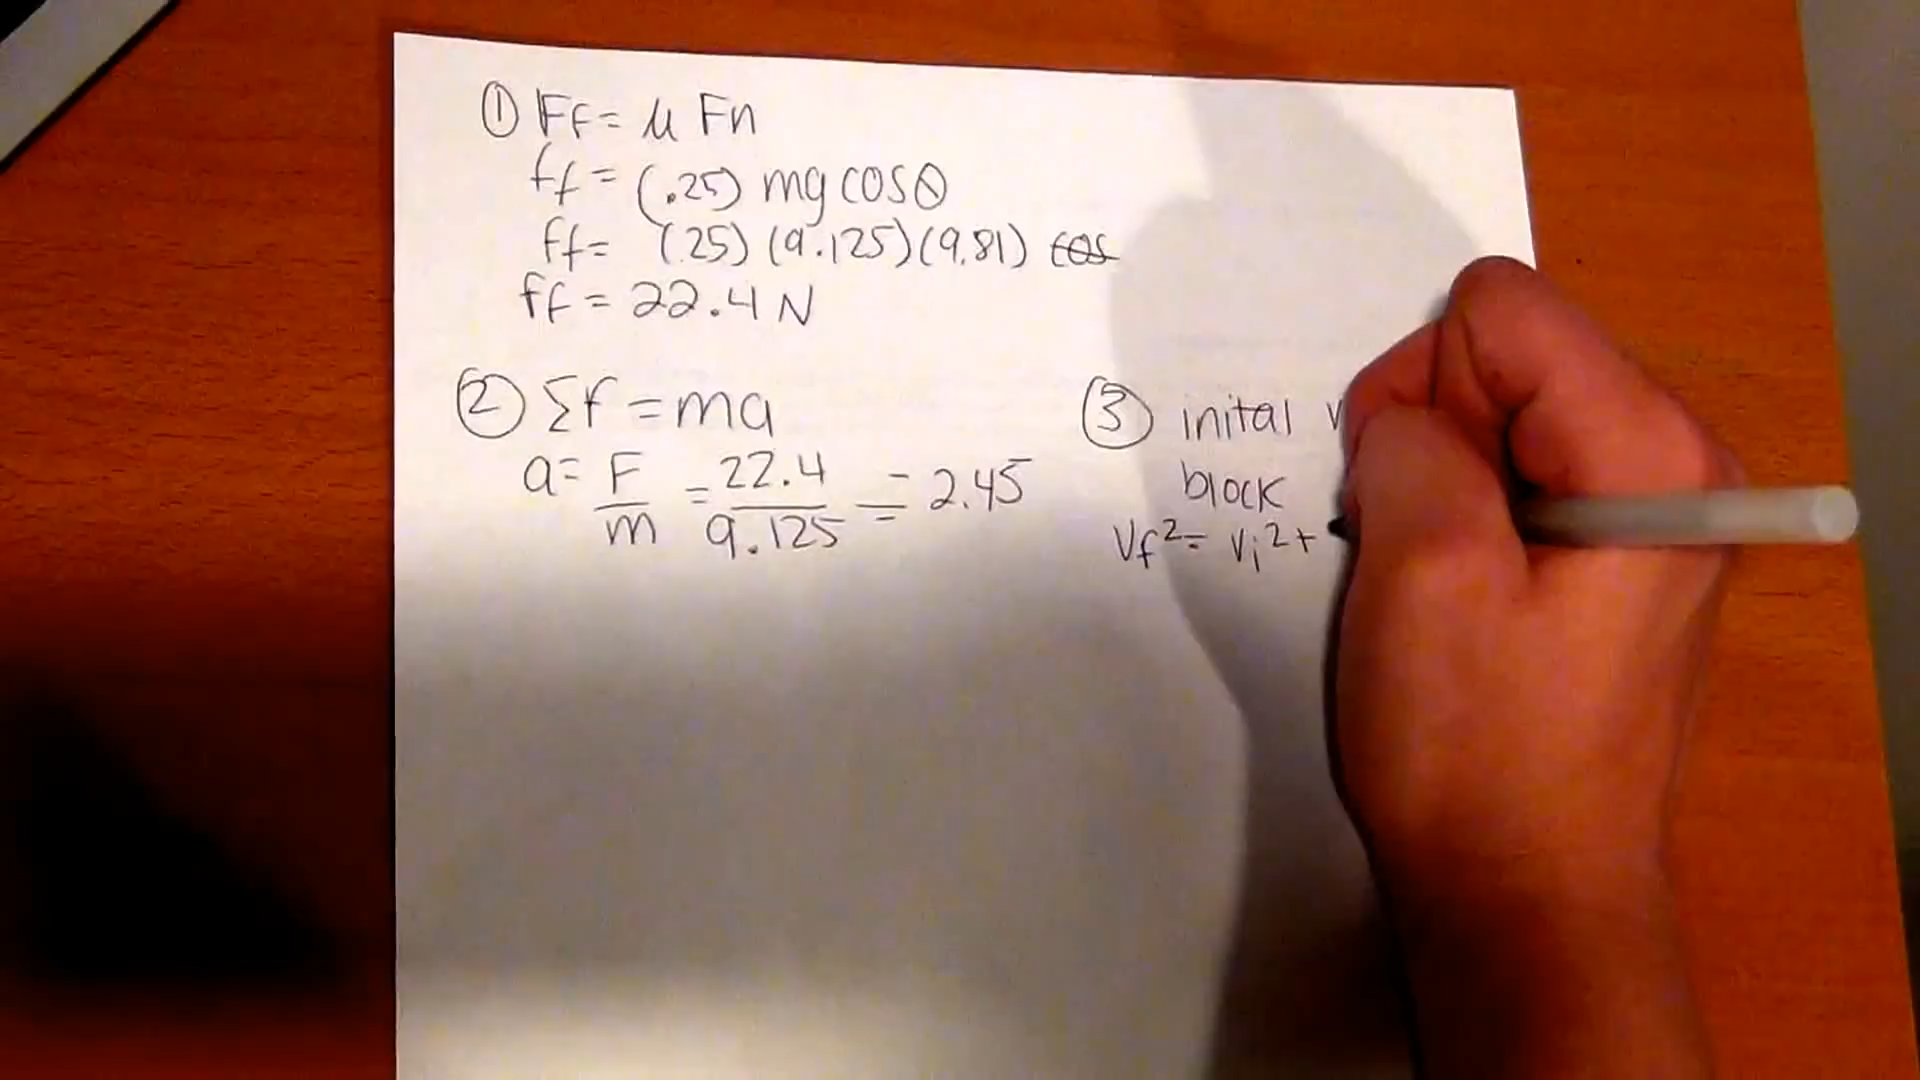 ① Ff = μ Fn
Ff = (.25) mg cosθ
Ff = (.25) (9.125) (9.81) cos
Ff = 22.4 N
② Σf = ma
a = F/m = 22.4/9.125 = -2.45
③ inital
block
Vf² = Vi² +